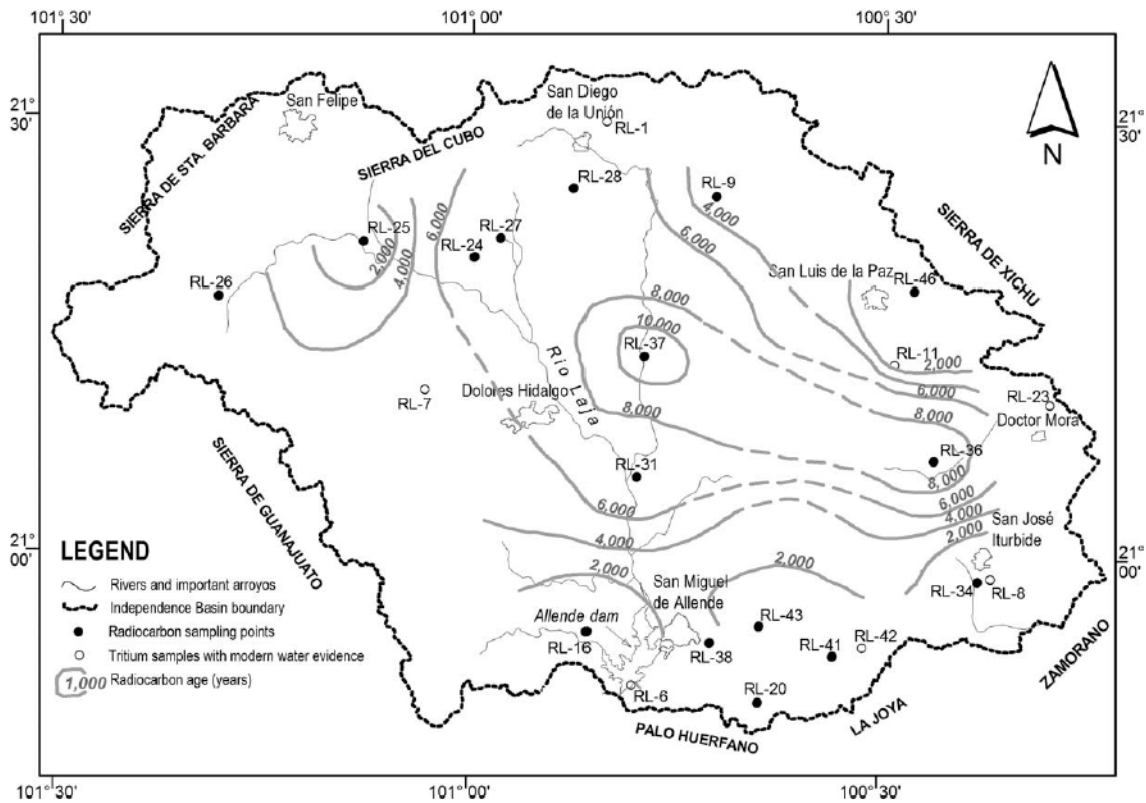 101° 30'
101° 00'
100° 30'
21°
30'
21°
30'
San Felipe
San Diego
de la Unión
RL-1
N
SIERRA DE STA. BARBARA
SIERRA DEL CUBO
RL-28
RL-9
4,000
RL-25
2,000
4,000
6,000
RL-24
RL-27
6,000
SIERRA DE XICHU
San Luis de la Paz
RL-46
RL-26
8,000
10,000
RL-37
Rio Laja
RL-11
2,000
6,000
RL-7
Dolores Hidalgo
8,000
8,000
RL-23
Doctor Mora
RL-36
8,000
RL-31
6,000
6,000
4,000
2,000
SIERRA DE GUANAJUATO
4,000
San José
Iturbide
21°
00'
21°
00'
2,000
2,000
San Miguel
de Allende
RL-34
RL-8
Allende dam
RL-16
RL-43
RL-38
RL-41
RL-42
RL-6
RL-20
ZAMORANO
LA JOYA
PALO HUERFANO
LEGEND
Rivers and important arroyos
Independence Basin boundary
Radiocarbon sampling points
Tritium samples with modern water evidence
1,000 Radiocarbon age (years)
101° 30'
101° 00'
100° 30'